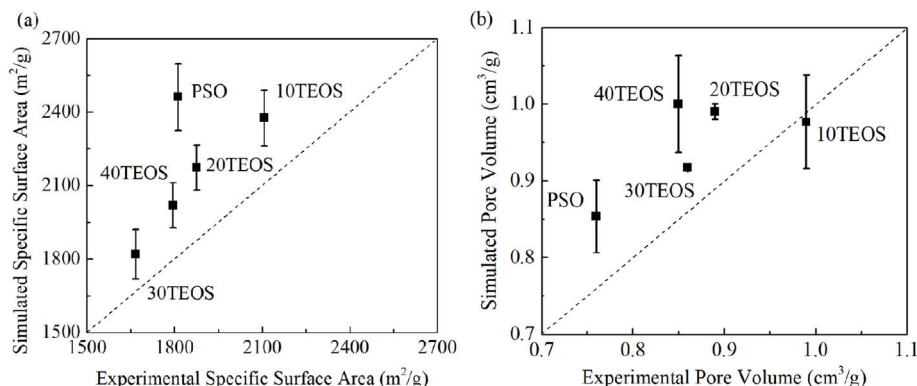 (a)
2700
2400
2100
1800
1500
Simulated Specific Surface Area (m²/g)
PSO
10TEOS
20TEOS
40TEOS
30TEOS
1500
1800
2100
2400
2700
Experimental Specific Surface Area (m²/g)
(b)
1.1
1.0
0.9
0.8
0.7
Simulated Pore Volume (cm³/g)
40TEOS
20TEOS
10TEOS
30TEOS
PSO
0.7
0.8
0.9
1.0
1.1
Experimental Pore Volume (cm³/g)